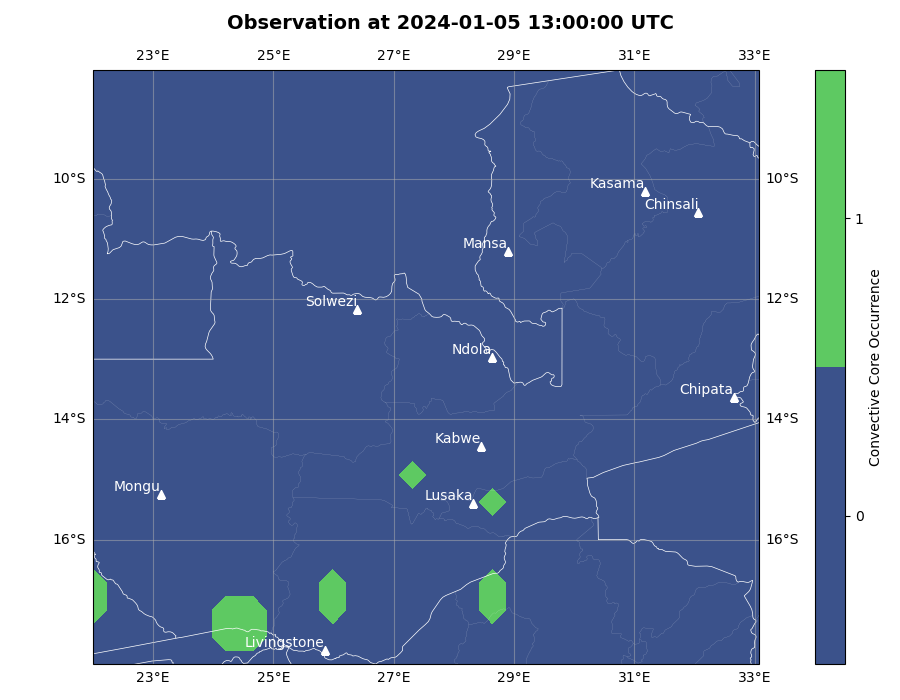 Observation at 2024-01-05 13:00:00 UTC
23°E 25°E 27°E 29°E 31°E 33°E
10°S 10°S
12°S 12°S
14°S 14°S
16°S 16°S
Kasama
Chinsali
Mansa
Solwezi
Ndola
Chipata
Kabwe
Mongu
Lusaka
Livingstone
23°E 25°E 27°E 29°E 31°E 33°E
1
0
Convective Core Occurrence